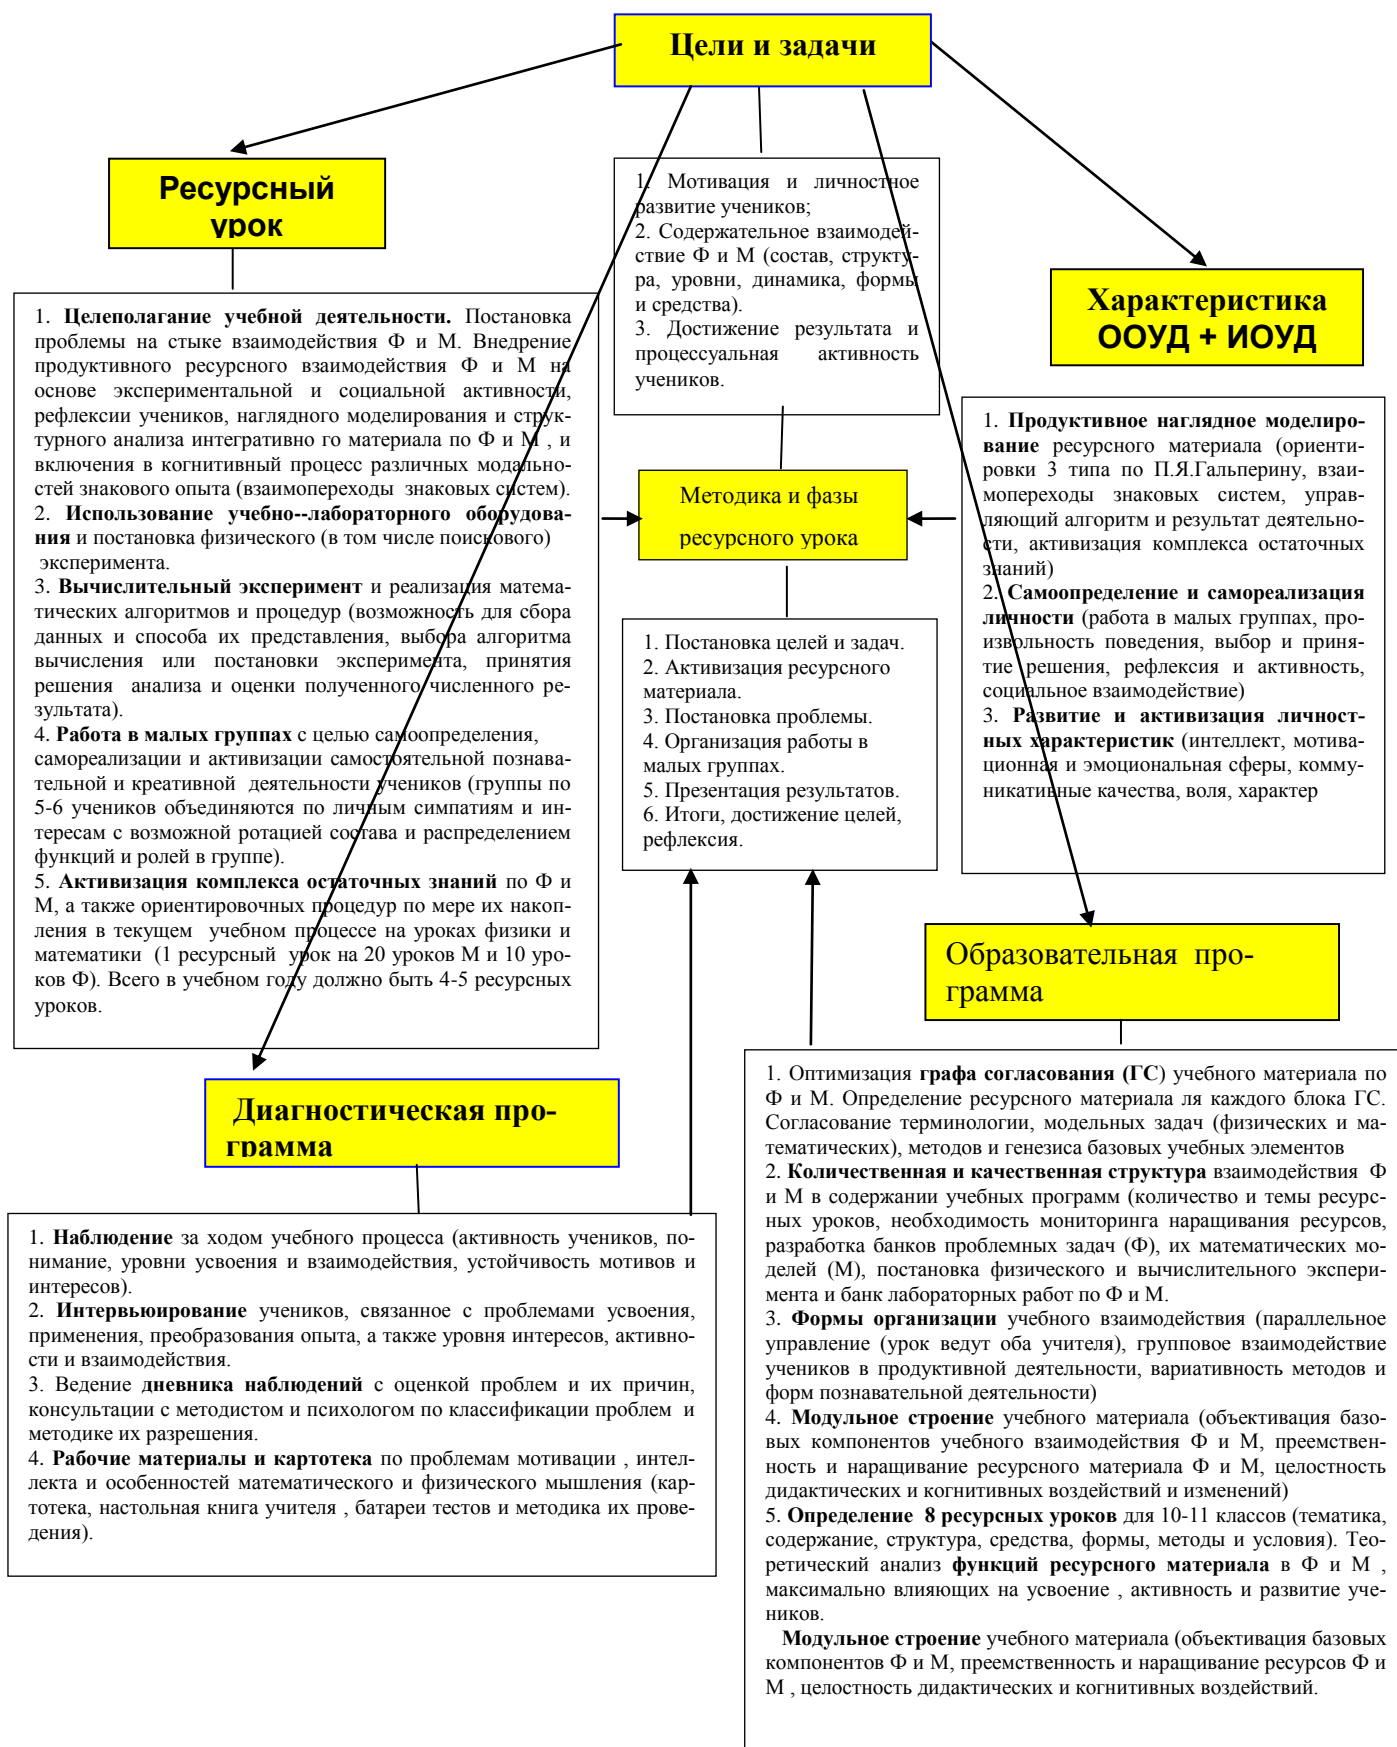 Цели и задачи
Ресурсный
урок
1. Целеполагание учебной деятельности. Постановка
проблемы на стыке взаимодействия Ф и М. Внедрение
продуктивного ресурсного взаимодействия Ф и М на
основе экспериментальной и социальной активности,
рефлексии учеников, наглядного моделирования и струк-
турного анализа интегративно го материала по Ф и М , и
включения в когнитивный процесс различных модально-
стей знакового опыта (взаимопереходы знаковых систем).
2. Использование учебно--лабораторного оборудова-
ния и постановка физического (в том числе поискового)
эксперимента.
3. Вычислительный эксперимент и реализация матема-
тических алгоритмов и процедур (возможность для сбора
данных и способа их представления, выбора алгоритма
вычисления или постановки эксперимента, принятия
решения анализа и оценки полученного численного ре-
зультата).
4. Работа в малых группах с целью самоопределения,
самореализации и активизации самостоятельной познава-
тельной и креативной деятельности учеников (группы по
5-6 учеников объединяются по личным симпатиям и ин-
тересам с возможной ротацией состава и распределением
функций и ролей в группе).
5. Активизация комплекса остаточных знаний по Ф и
М, а также ориентировочных процедур по мере их накоп-
ления в текущем учебном процессе на уроках физики и
математики (1 ресурсный урок на 20 уроков М и 10 уро-
ков Ф). Всего в учебном году должно быть 4-5 ресурсных
уроков.
1. Мотивация и личностное
развитие учеников;
2. Содержательное взаимодей-
ствие Ф и М (состав, структу-
ра, уровни, динамика, формы
и средства).
3. Достижение результата и
процессуальная активность
учеников.
Методика и фазы
ресурсного урока
1. Постановка целей и задач.
2. Активизация ресурсного
материала.
3. Постановка проблемы.
4. Организация работы в
малых группах.
5. Презентация результатов.
6. Итоги, достижение целей,
рефлексия.
Характеристика
ООУД + ИОУД
1. Продуктивное наглядное моделиро-
вание ресурсного материала (ориенти-
ровки 3 типа по П.Я.Гальперину, взаи-
мопереходы знаковых систем, управ-
ляющий алгоритм и результат деятельно-
сти, активизация комплекса остаточных
знаний)
2. Самоопределение и самореализация
личности (работа в малых группах, про-
извольность поведения, выбор и приня-
тие решения, рефлексия и активность,
социальное взаимодействие)
3. Развитие и активизация личност-
ных характеристик (интеллект, мотива-
ционная и эмоциональная сферы, комму-
никативные качества, воля, характер
Диагностическая про-
грамма
1. Наблюдение за ходом учебного процесса (активность учеников, по-
нимание, уровни усвоения и взаимодействия, устойчивость мотивов и
интересов).
2. Интервьюирование учеников, связанное с проблемами усвоения,
применения, преобразования опыта, а также уровня интересов, активно-
сти и взаимодействия.
3. Ведение дневника наблюдений с оценкой проблем и их причин,
консультации с методистом и психологом по классификации проблем и
методике их разрешения.
4. Рабочие материалы и картотека по проблемам мотивации , интел-
лекта и особенностей математического и физического мышления (кар-
тотека, настольная книга учителя , батареи тестов и методика их прове-
дения).
Образовательная про-
грамма
1. Оптимизация графа согласования (ГС) учебного материала по
Ф и М. Определение ресурсного материала ля каждого блока ГС.
Согласование терминологии, модельных задач (физических и ма-
тематических), методов и генезиса базовых учебных элементов
2. Количественная и качественная структура взаимодействия Ф
и М в содержании учебных программ (количество и темы ресурс-
ных уроков, необходимость мониторинга наращивания ресурсов,
разработка банков проблемных задач (Ф), их математических мо-
делей (М), постановка физического и вычислительного экспери-
мента и банк лабораторных работ по Ф и М.
3. Формы организации учебного взаимодействия (параллельное
управление (урок ведут оба учителя), групповое взаимодействие
учеников в продуктивной деятельности, вариативность методов и
форм познавательной деятельности)
4. Модульное строение учебного материала (объективация базо-
вых компонентов учебного взаимодействия Ф и М, преемствен-
ность и наращивание ресурсного материала Ф и М, целостность
дидактических и когнитивных воздействий и изменений)
5. Определение 8 ресурсных уроков для 10-11 классов (тематика,
содержание, структура, средства, формы, методы и условия). Тео-
ретический анализ функций ресурсного материала в Ф и М ,
максимально влияющих на усвоение , активность и развитие уче-
ников.
Модульное строение учебного материала (объективация базовых
компонентов Ф и М, преемственность и наращивание ресурсов Ф и
М , целостность дидактических и когнитивных воздействий.